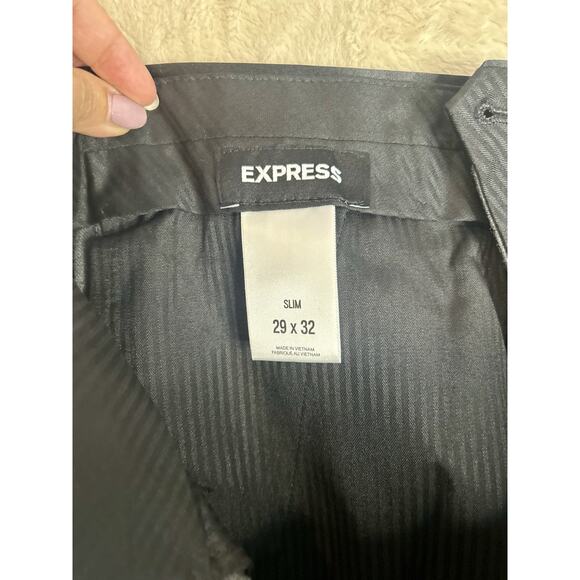 EXPRESS
SLIM
29 x 32
MADE IN VIETNAM
FABRIQUÉ AU VIETNAM